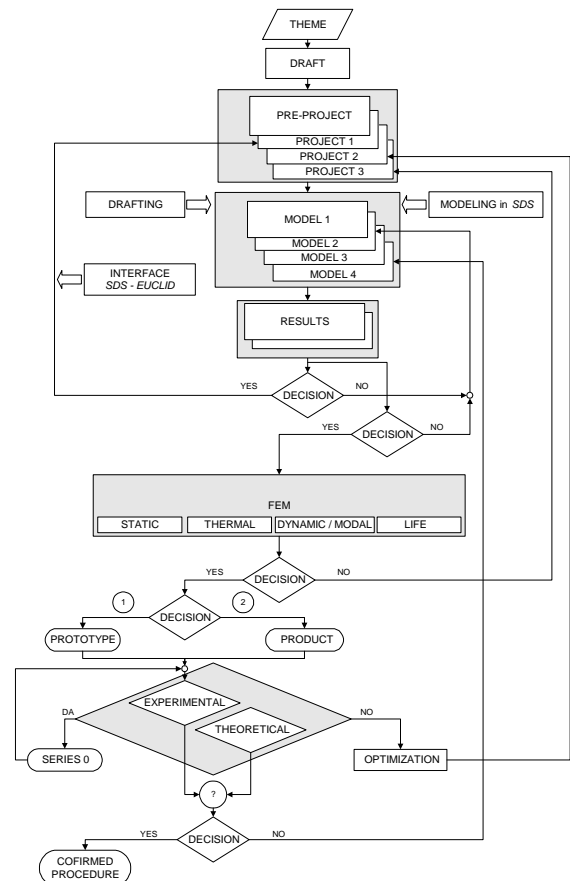 THEME
DRAFT
PRE-PROJECT
PROJECT 1
PROJECT 2
PROJECT 3
DRAFTING
MODELING in SDS
MODEL 1
MODEL 2
MODEL 3
MODEL 4
INTERFACE
SDS - EUCLID
RESULTS
YES
DECISION
NO
YES
DECISION
NO
FEM
STATIC
THERMAL
DYNAMIC / MODAL
LIFE
YES
DECISION
NO
1
DECISION
2
PROTOTYPE
PRODUCT
EXPERIMENTAL
DA
NO
THEORETICAL
SERIES 0
OPTIMIZATION
?
YES
DECISION
NO
COFIRMED
PROCEDURE